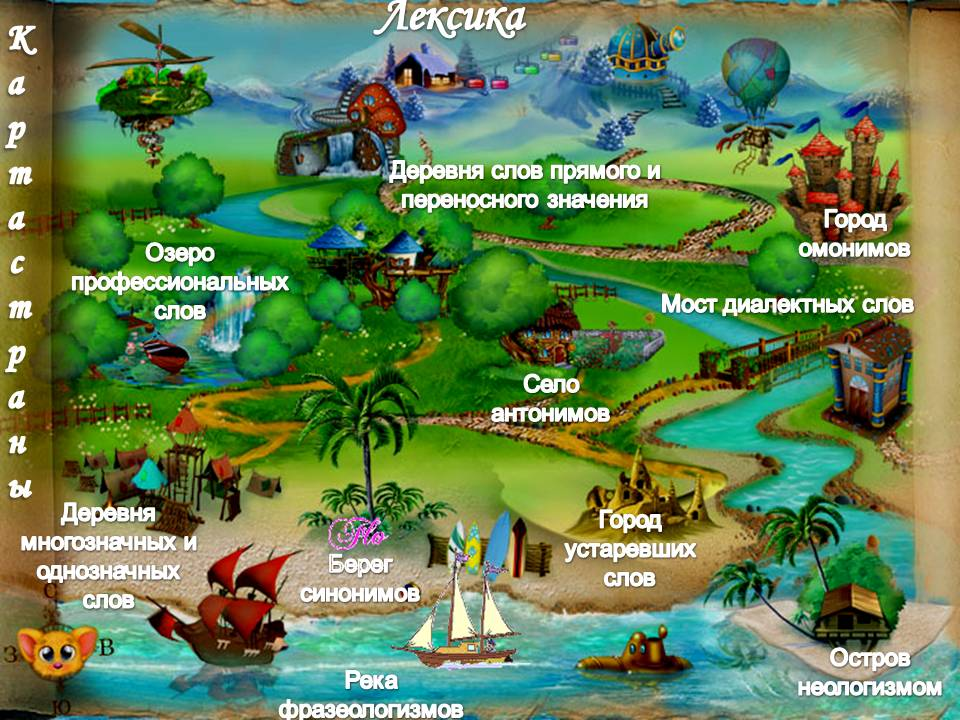 Лексика
Карта страны
Деревня слов прямого и
переносного значения
Город
омонимов
Озеро
профессиональных
слов
Мост диалектных слов
Село
антонимов
Деревня
многозначных и
однозначных
слов
Берег
синонимов
Город
устаревших
слов
Остров
неологизмом
Река
фразеологизмов
С
З
В
Ю